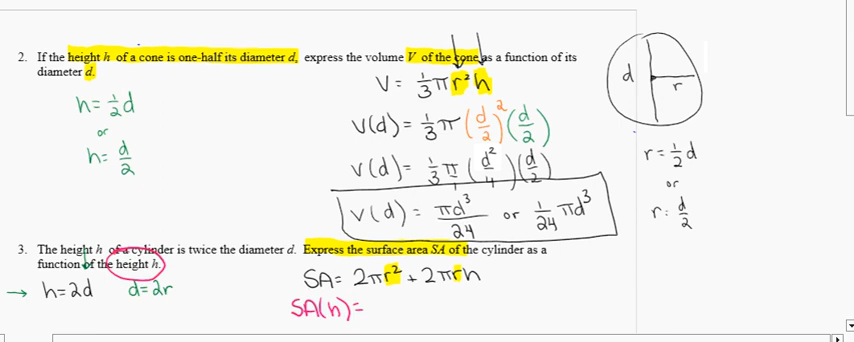 2. If the height h of a cone is one-half its diameter d, express the volume V of the cone as a function of its
diameter d.
V = 1/3 πr²h
h = 1/2 d
or
h = d/2
V(d) = 1/3 π (d/2)² (d/2)
V(d) = 1/3 π (d²/4)(d/2)
V(d) = πd³/24 or 1/24 πd³
d
r
r = 1/2 d
or
r = d/2
3. The height h of a cylinder is twice the diameter d. Express the surface area SA of the cylinder as a
function of the height h.
→ h=2d d=2r
SA = 2πr² + 2πrh
SA(h) =